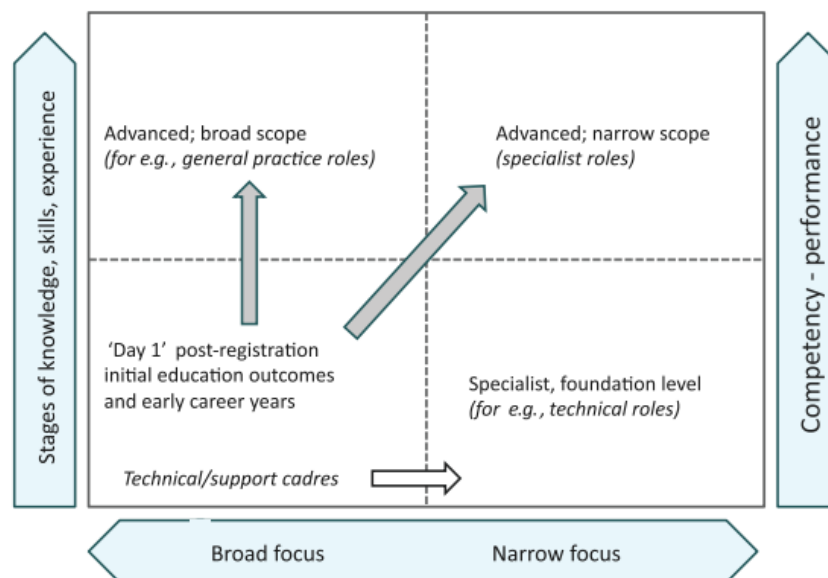 Stages of knowledge, skills, experience
Advanced; broad scope
(for e.g., general practice roles)
Advanced; narrow scope
(specialist roles)
'Day 1' post-registration
initial education outcomes
and early career years
Specialist, foundation level
(for e.g., technical roles)
Technical/support cadres
Competency - performance
Broad focus
Narrow focus